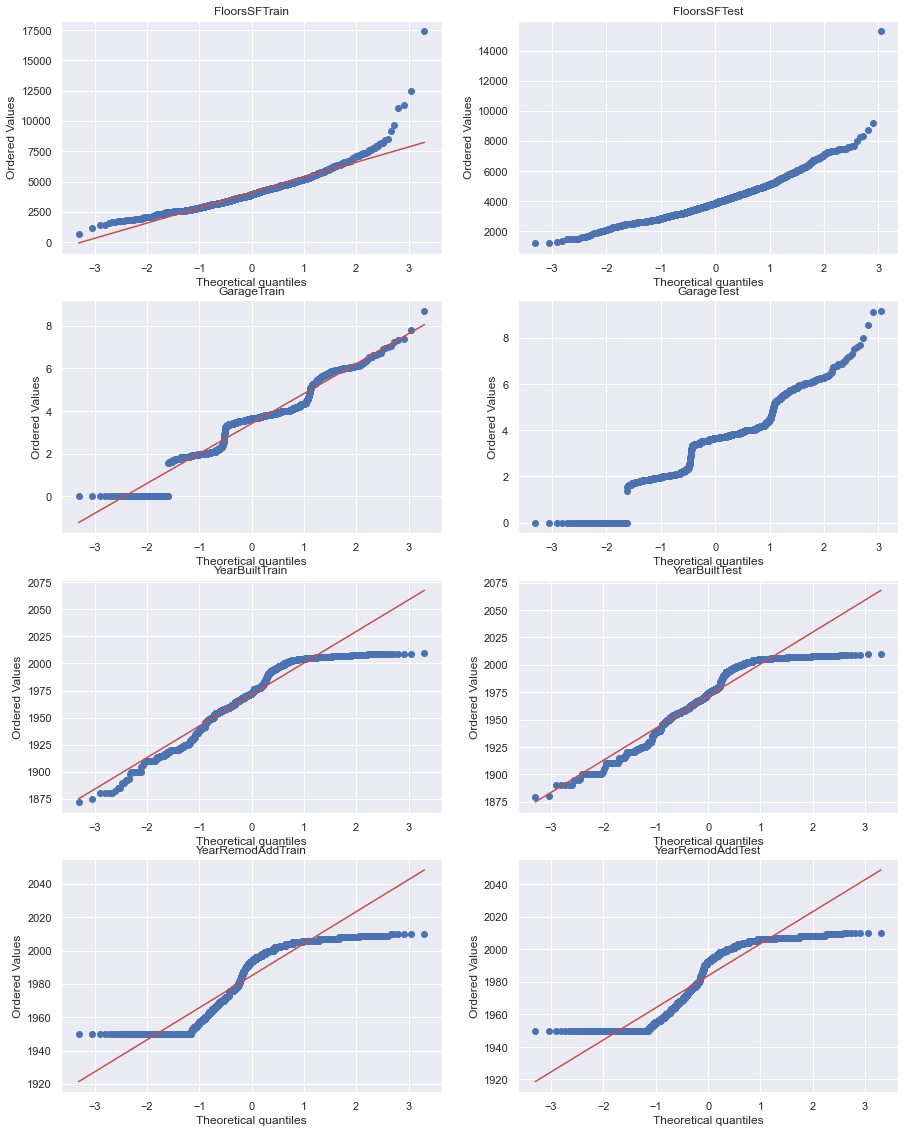 FloorsSFTrain
17500
15000
12500
10000
7500
5000
2500
0
Ordered Values
−3 −2 −1 0 1 2 3
Theoretical quantiles
FloorsSFTest
14000
12000
10000
8000
6000
4000
2000
Ordered Values
−3 −2 −1 0 1 2 3
Theoretical quantiles
GarageTrain
8
6
4
2
0
Ordered Values
−3 −2 −1 0 1 2 3
Theoretical quantiles
GarageTest
8
6
4
2
0
Ordered Values
−3 −2 −1 0 1 2 3
Theoretical quantiles
YearBuiltTrain
2075
2050
2025
2000
1975
1950
1925
1900
1875
Ordered Values
−3 −2 −1 0 1 2 3
Theoretical quantiles
YearBuiltTest
2075
2050
2025
2000
1975
1950
1925
1900
1875
Ordered Values
−3 −2 −1 0 1 2 3
Theoretical quantiles
YearRemodAddTrain
2040
2020
2000
1980
1960
1940
1920
Ordered Values
−3 −2 −1 0 1 2 3
Theoretical quantiles
YearRemodAddTest
2040
2020
2000
1980
1960
1940
1920
Ordered Values
−3 −2 −1 0 1 2 3
Theoretical quantiles